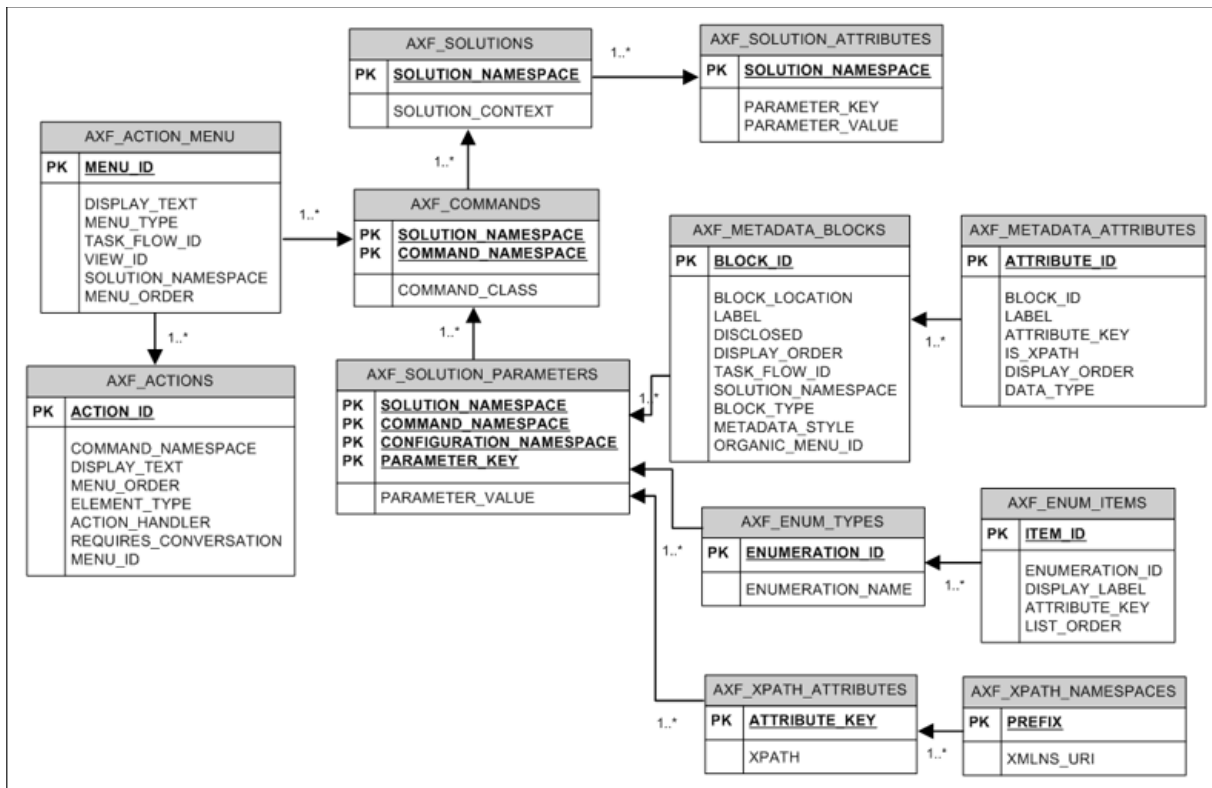 AXF_SOLUTIONS
PK SOLUTION_NAMESPACE
SOLUTION_CONTEXT
1..*
AXF_SOLUTION_ATTRIBUTES
PK SOLUTION_NAMESPACE
PARAMETER_KEY
PARAMETER_VALUE
AXF_ACTION_MENU
PK MENU_ID
DISPLAY_TEXT
MENU_TYPE
TASK_FLOW_ID
VIEW_ID
SOLUTION_NAMESPACE
MENU_ORDER
1..*
1..*
AXF_COMMANDS
PK SOLUTION_NAMESPACE
PK COMMAND_NAMESPACE
COMMAND_CLASS
AXF_METADATA_BLOCKS
PK BLOCK_ID
BLOCK_LOCATION
LABEL
DISCLOSED
DISPLAY_ORDER
TASK_FLOW_ID
SOLUTION_NAMESPACE
BLOCK_TYPE
METADATA_STYLE
ORGANIC_MENU_ID
AXF_METADATA_ATTRIBUTES
PK ATTRIBUTE_ID
BLOCK_ID
LABEL
ATTRIBUTE_KEY
IS_XPATH
DISPLAY_ORDER
DATA_TYPE
1..*
1..*
1..*
AXF_ACTIONS
PK ACTION_ID
COMMAND_NAMESPACE
DISPLAY_TEXT
MENU_ORDER
ELEMENT_TYPE
ACTION_HANDLER
REQUIRES_CONVERSATION
MENU_ID
AXF_SOLUTION_PARAMETERS
PK SOLUTION_NAMESPACE
PK COMMAND_NAMESPACE
PK CONFIGURATION_NAMESPACE
PK PARAMETER_KEY
PARAMETER_VALUE
1..*
AXF_ENUM_TYPES
PK ENUMERATION_ID
ENUMERATION_NAME
1..*
1..*
AXF_ENUM_ITEMS
PK ITEM_ID
ENUMERATION_ID
DISPLAY_LABEL
ATTRIBUTE_KEY
LIST_ORDER
AXF_XPATH_ATTRIBUTES
PK ATTRIBUTE_KEY
XPATH
1..*
1..*
AXF_XPATH_NAMESPACES
PK PREFIX
XMLNS_URI